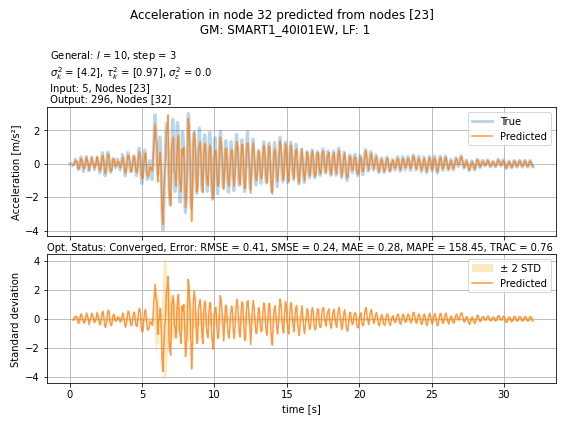 Acceleration in node 32 predicted from nodes [23]
GM: SMART1_40I01EW, LF: 1
General: l = 10, step = 3
σ²ₖ = [4.2], τ²ₖ = [0.97], σ²ε = 0.0
Input: 5, Nodes [23]
Output: 296, Nodes [32]
Acceleration [m/s²]
2
0
−2
−4
True
Predicted
Opt. Status: Converged, Error: RMSE = 0.41, SMSE = 0.24, MAE = 0.28, MAPE = 158.45, TRAC = 0.76
Standard deviation
4
2
0
−2
−4
± 2 STD
Predicted
0 5 10 15 20 25 30
time [s]